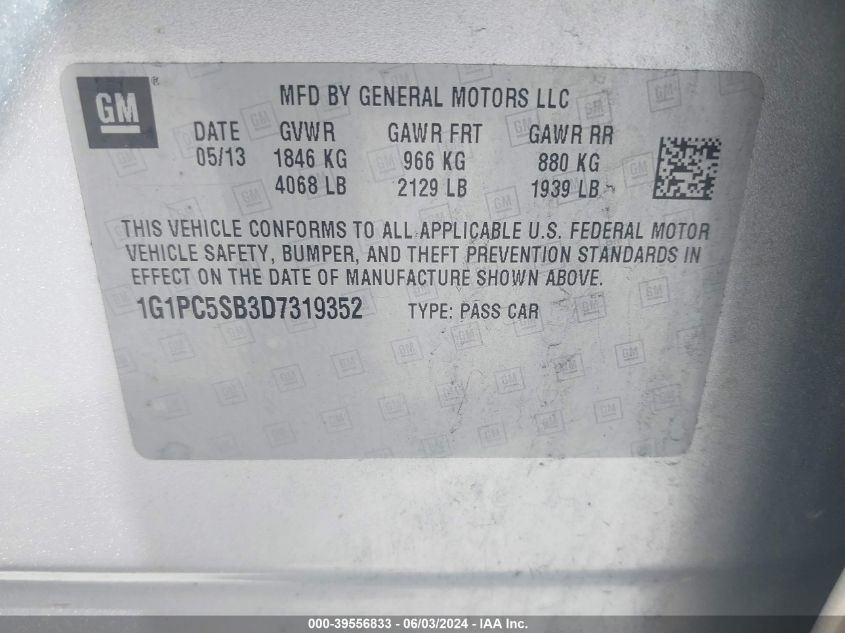 GM ®
MFD BY GENERAL MOTORS LLC
DATE GVWR GAWR FRT GAWR RR
05/13 1846 KG 966 KG 880 KG
4068 LB 2129 LB 1939 LB
THIS VEHICLE CONFORMS TO ALL APPLICABLE U.S. FEDERAL MOTOR
VEHICLE SAFETY, BUMPER, AND THEFT PREVENTION STANDARDS IN
EFFECT ON THE DATE OF MANUFACTURE SHOWN ABOVE.
1G1PC5SB3D7319352 TYPE: PASS CAR
000-39556833 - 06/03/2024 - IAA Inc.